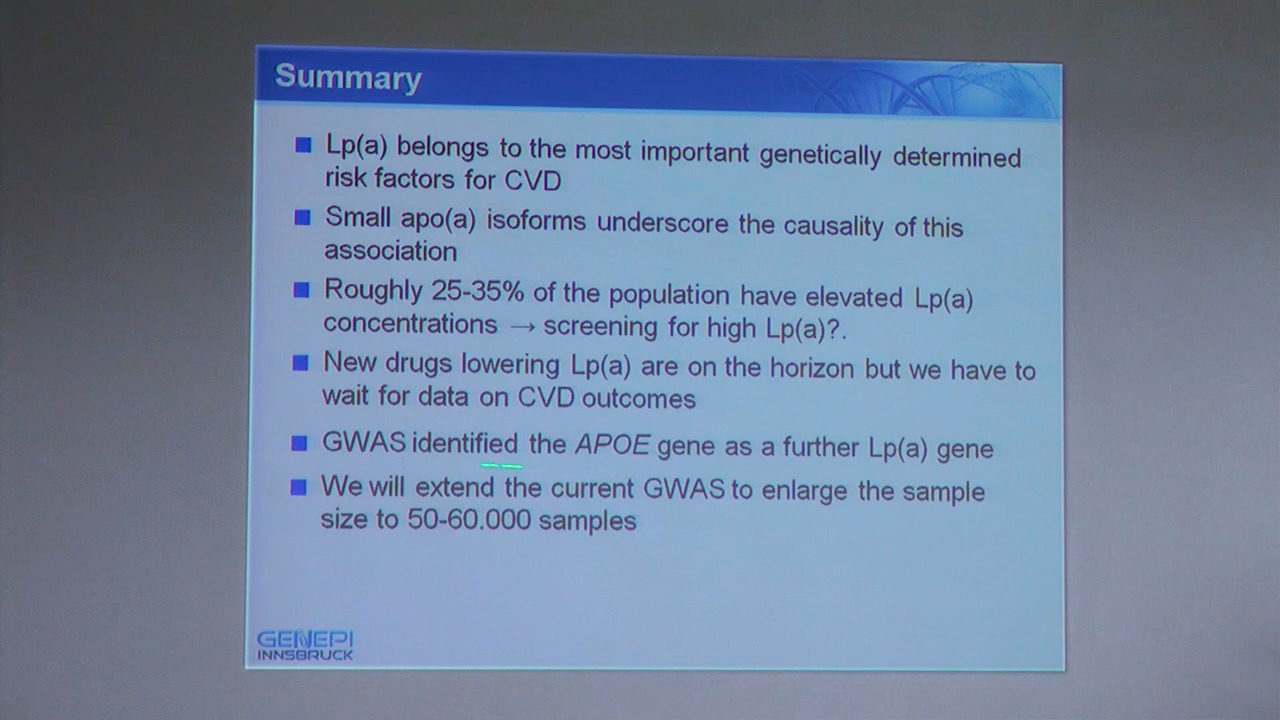 Summary
Lp(a) belongs to the most important genetically determined
risk factors for CVD
Small apo(a) isoforms underscore the causality of this
association
Roughly 25-35% of the population have elevated Lp(a)
concentrations → screening for high Lp(a)?.
New drugs lowering Lp(a) are on the horizon but we have to
wait for data on CVD outcomes
GWAS identified the APOE gene as a further Lp(a) gene
We will extend the current GWAS to enlarge the sample
size to 50-60.000 samples
GENEPI
INNSBRUCK